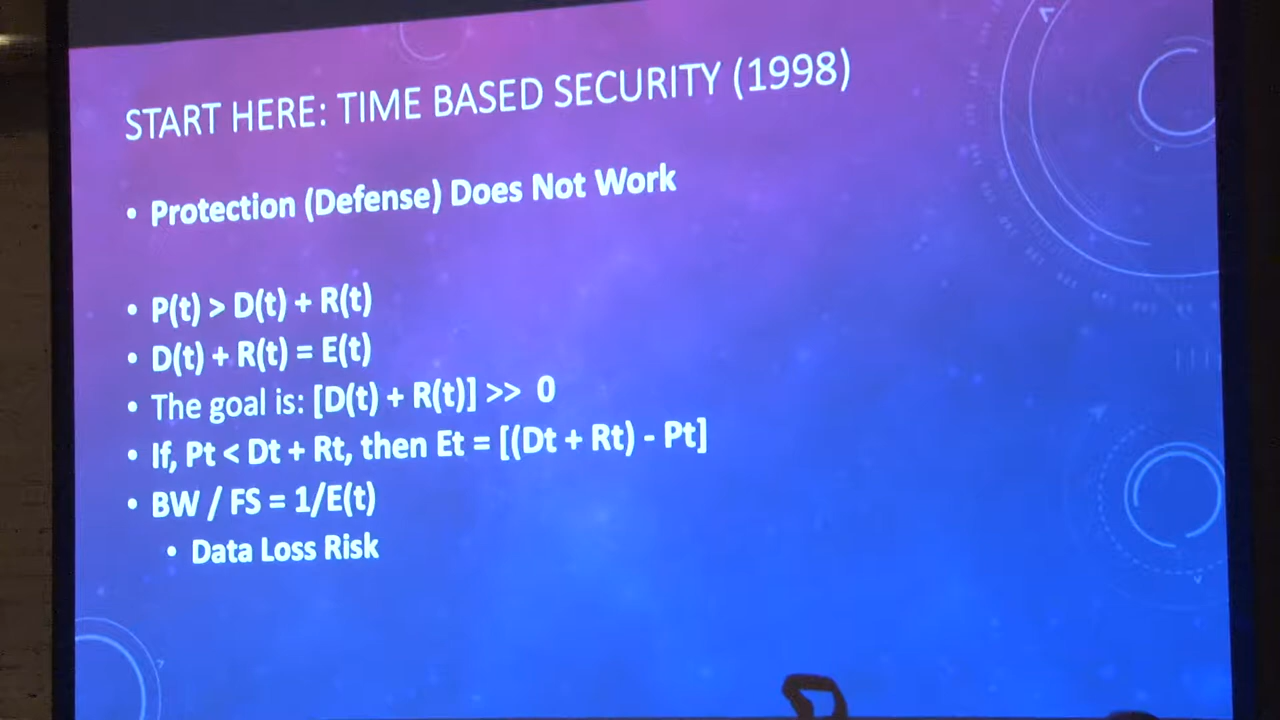 START HERE: TIME BASED SECURITY (1998)
• Protection (Defense) Does Not Work
• P(t) > D(t) + R(t)
• D(t) + R(t) = E(t)
• The goal is: [D(t) + R(t)] >> 0
• If, Pt < Dt + Rt, then Et = [(Dt + Rt) - Pt]
• BW / FS = 1/E(t)
• Data Loss Risk